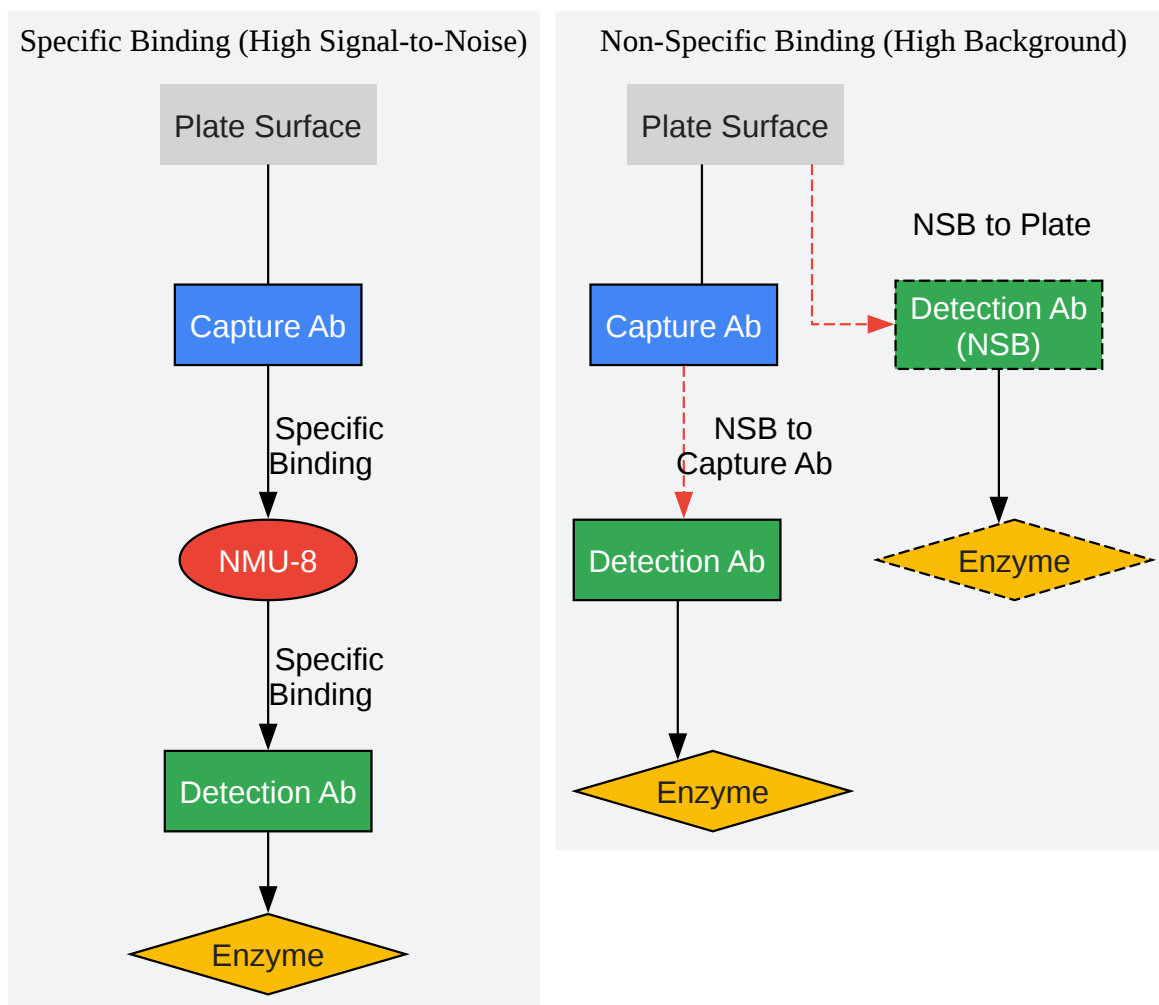 Specific Binding (High Signal-to-Noise)
Plate Surface
Capture Ab
Specific
Binding
NMU-8
Specific
Binding
Detection Ab
Enzyme
Non-Specific Binding (High Background)
Plate Surface
NSB to Plate
Capture Ab
Detection Ab
(NSB)
NSB to
Capture Ab
Detection Ab
Enzyme
Enzyme